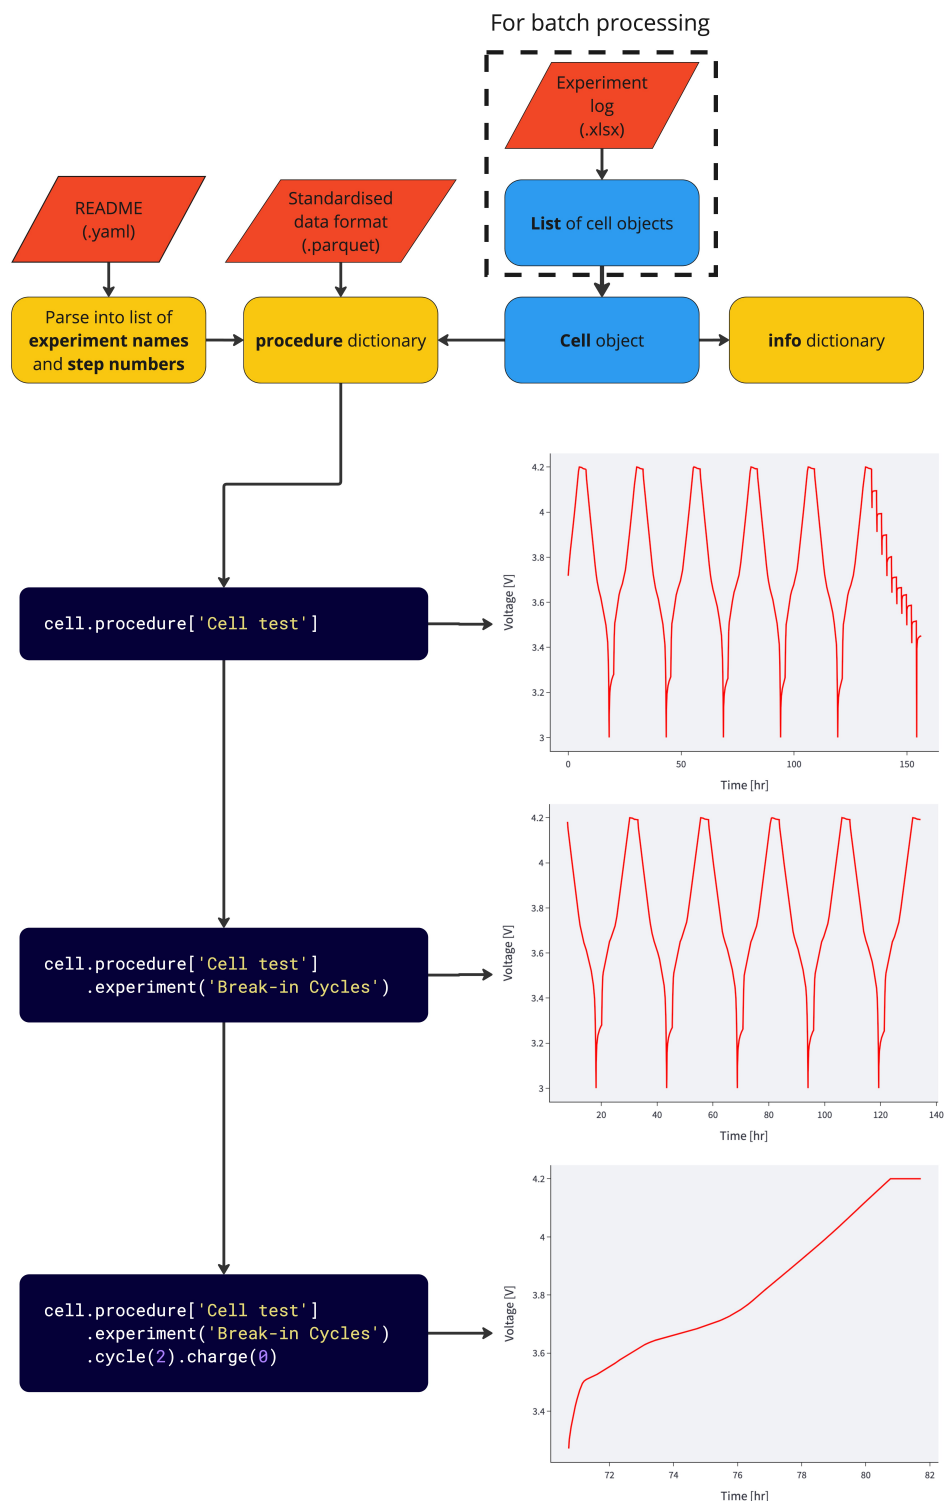 For batch processing
Experiment
log
(.xlsx)
README
(.yaml)
Standardised
data format
(.parquet)
List of cell objects
Parse into list of
experiment names
and step numbers
procedure dictionary
Cell object
info dictionary
cell.procedure['Cell test']
Voltage [V]
4.2
4
3.8
3.6
3.4
3.2
3
0
50
100
150
Time [hr]
cell.procedure['Cell test']
.experiment('Break-in Cycles')
Voltage [V]
4.2
4
3.8
3.6
3.4
3.2
3
20
40
60
80
100
120
140
Time [hr]
cell.procedure['Cell test']
.experiment('Break-in Cycles')
.cycle(2).charge(0)
Voltage [V]
4.2
4
3.8
3.6
3.4
72
74
76
78
80
82
Time [hr]